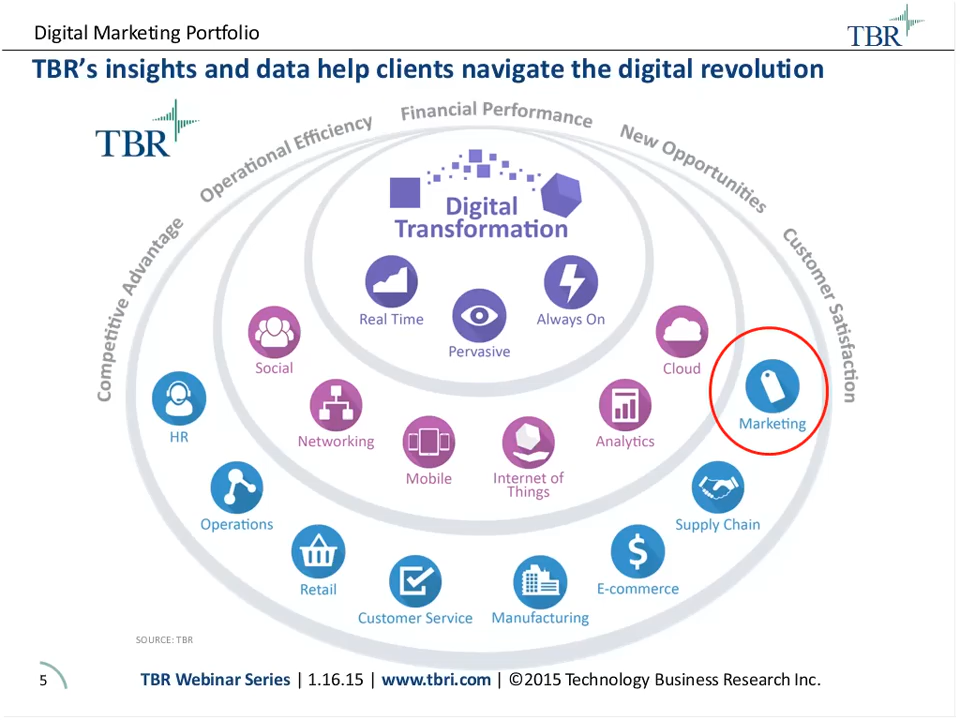 Digital Marketing Portfolio
TBR
TBR's insights and data help clients navigate the digital revolution
TBR
Competitive Advantage
Operational Efficiency
Financial Performance
New Opportunities
Customer Satisfaction
Digital
Transformation
Real Time
Pervasive
Always On
Social
Networking
Mobile
Internet of
Things
Analytics
Cloud
HR
Operations
Retail
Customer Service
Manufacturing
E-commerce
Supply Chain
Marketing
SOURCE: TBR
5
TBR Webinar Series | 1.16.15 | www.tbri.com | ©2015 Technology Business Research Inc.